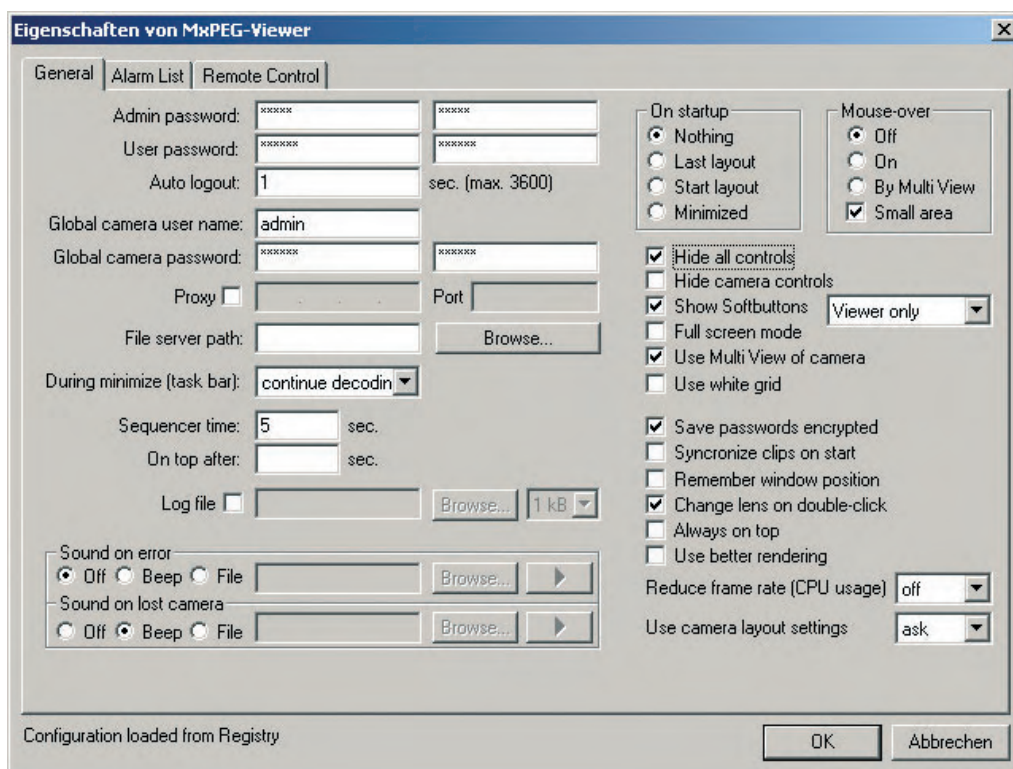 Eigenschaften von MxPEG-Viewer
General Alarm List Remote Control
Admin password: ***** *****
User password: ****** ******
Auto logout: 1 sec. (max. 3600)
Global camera user name: admin
Global camera password: ****** ******
Proxy . . . Port
File server path: Browse...
During minimize (task bar): continue decodin
Sequencer time: 5 sec.
On top after: sec.
Log file Browse... 1 kB
Sound on error
Off Beep File Browse...
Sound on lost camera
Off Beep File Browse...
On startup
Nothing
Last layout
Start layout
Minimized
Mouse-over
Off
On
By Multi View
Small area
Hide all controls
Hide camera controls
Show Softbuttons Viewer only
Full screen mode
Use Multi View of camera
Use white grid
Save passwords encrypted
Syncronize clips on start
Remember window position
Change lens on double-click
Always on top
Use better rendering
Reduce frame rate (CPU usage) off
Use camera layout settings ask
Configuration loaded from Registry
OK Abbrechen